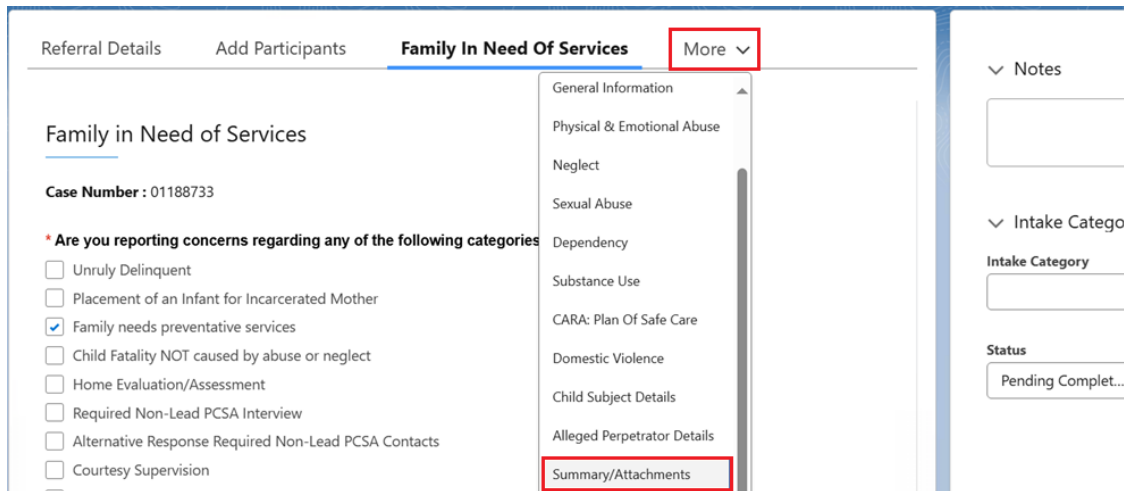 Referral Details
Add Participants
Family In Need Of Services
More
General Information
Physical & Emotional Abuse
Neglect
Sexual Abuse
Dependency
Substance Use
CARA: Plan Of Safe Care
Domestic Violence
Child Subject Details
Alleged Perpetrator Details
Summary/Attachments
Family in Need of Services
Case Number : 01188733
* Are you reporting concerns regarding any of the following categories
Unruly Delinquent
Placement of an Infant for Incarcerated Mother
Family needs preventative services
Child Fatality NOT caused by abuse or neglect
Home Evaluation/Assessment
Required Non-Lead PCSA Interview
Alternative Response Required Non-Lead PCSA Contacts
Courtesy Supervision
Notes
Intake Catego
Intake Category
Status
Pending Complet...